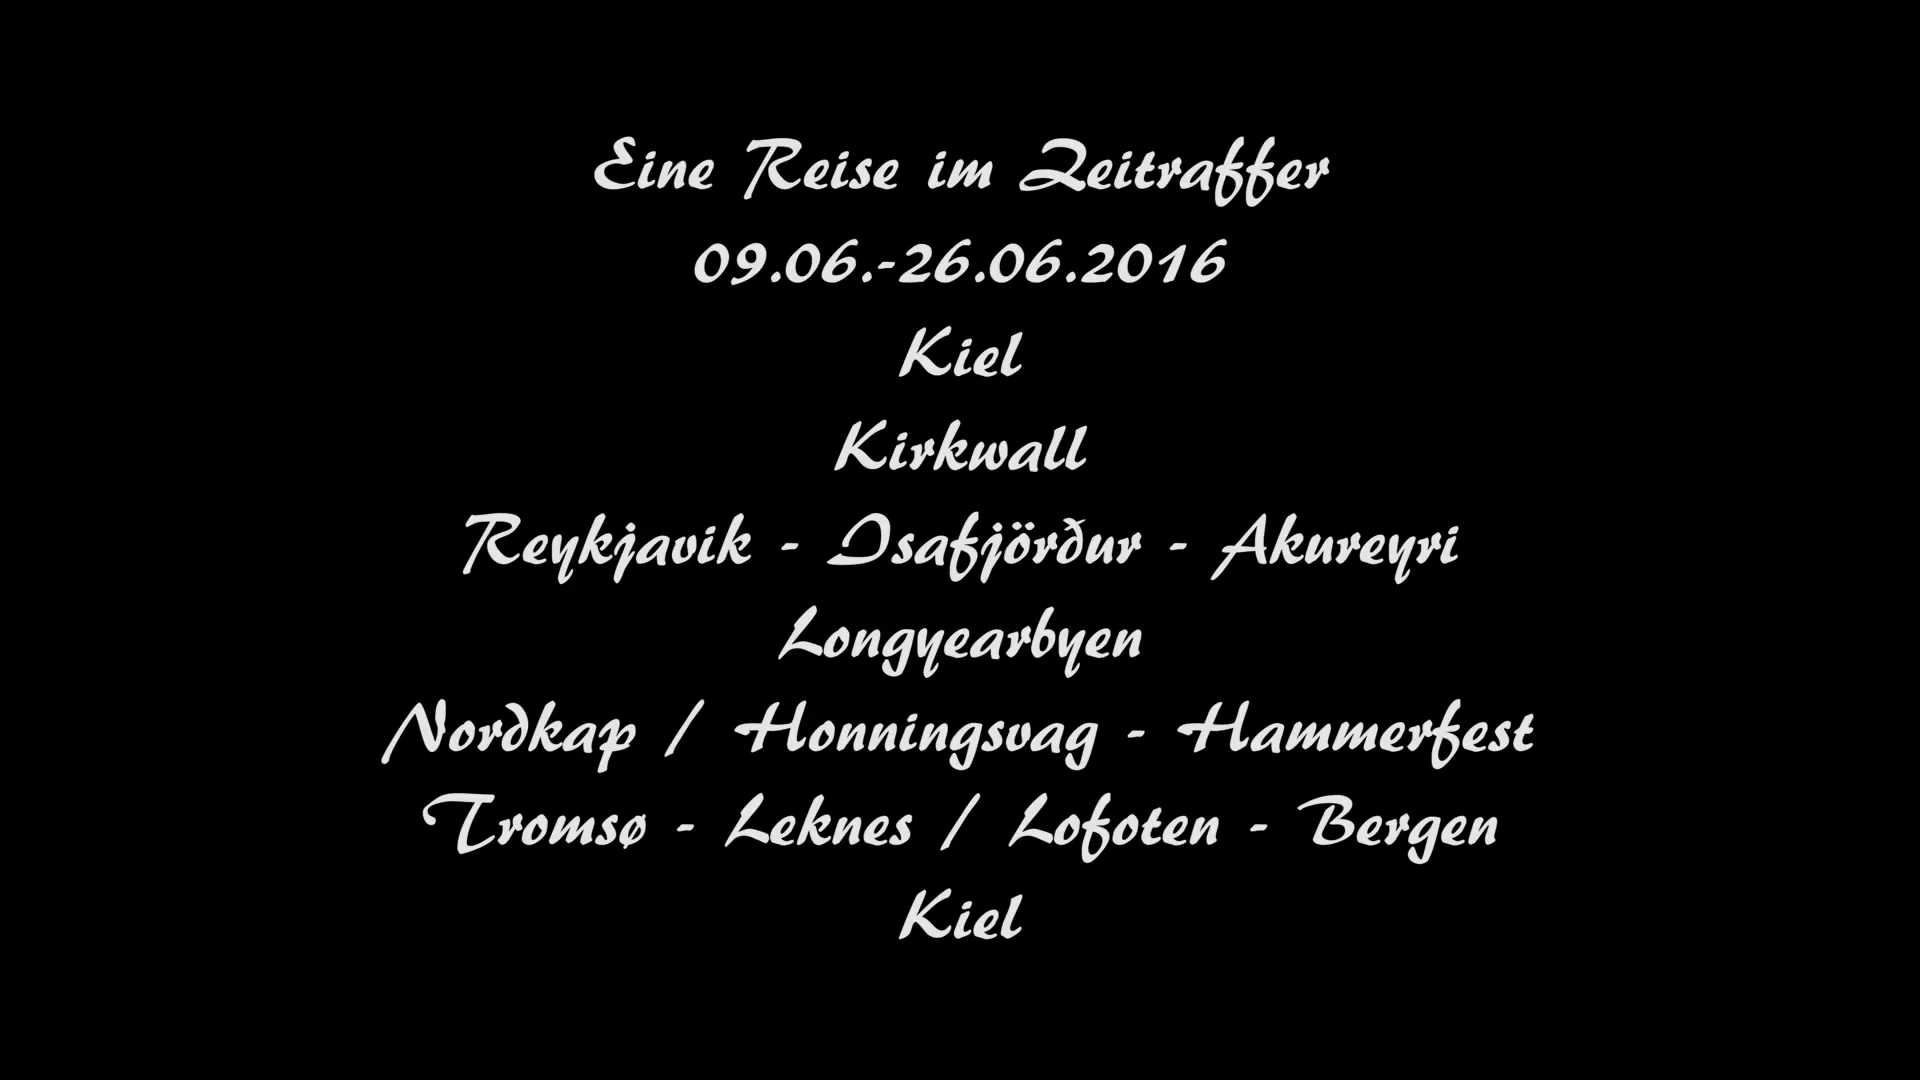 Eine Reise im Zeitraffer
09.06.-26.06.2016
Kiel
Kirkwall
Reykjavik - Isafjörður - Akureyri
Longyearbyen
Nordkap / Honningsvag - Hammerfest
Tromsø - Leknes / Lofoten - Bergen
Kiel